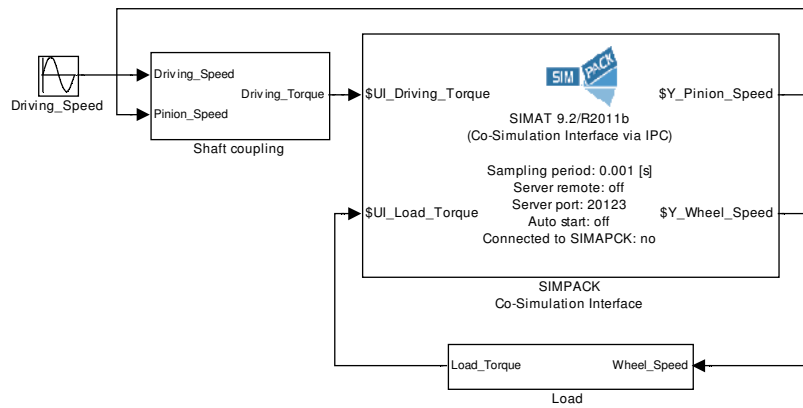 Driving_Speed
Driving_Speed
Pinion_Speed
Driving_Torque
Shaft coupling
SIM PACK
$UI_Driving_Torque
$Y_Pinion_Speed
SIMAT 9.2/R2011b
(Co-Simulation Interface via IPC)
Sampling period: 0.001 [s]
Server remote: off
$UI_Load_Torque
$Y_Wheel_Speed
Server port: 20123
Auto start: off
Connected to SIMAPCK: no
SIMPACK
Co-Simulation Interface
Load_Torque
Wheel_Speed
Load